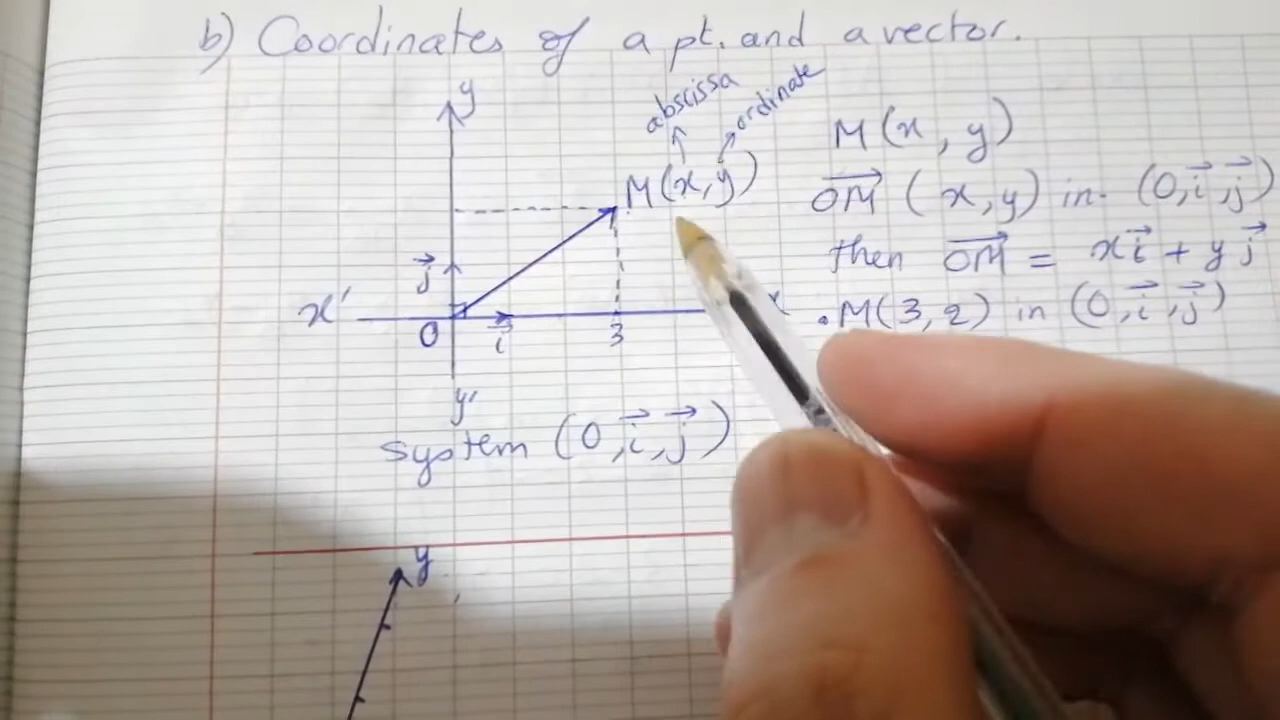 b) Coordinates of a pt. and a vector.
y
abscissa
ordinate
M(x, y)
M(x, y)
OM⃗ (x, y) in (O, i⃗, j⃗)
then OM⃗ = xi⃗ + yj⃗
. M(3, 2) in (O, i⃗, j⃗)
j⃗
x'
O
i⃗
3
y'
System (O, i⃗, j⃗)
y